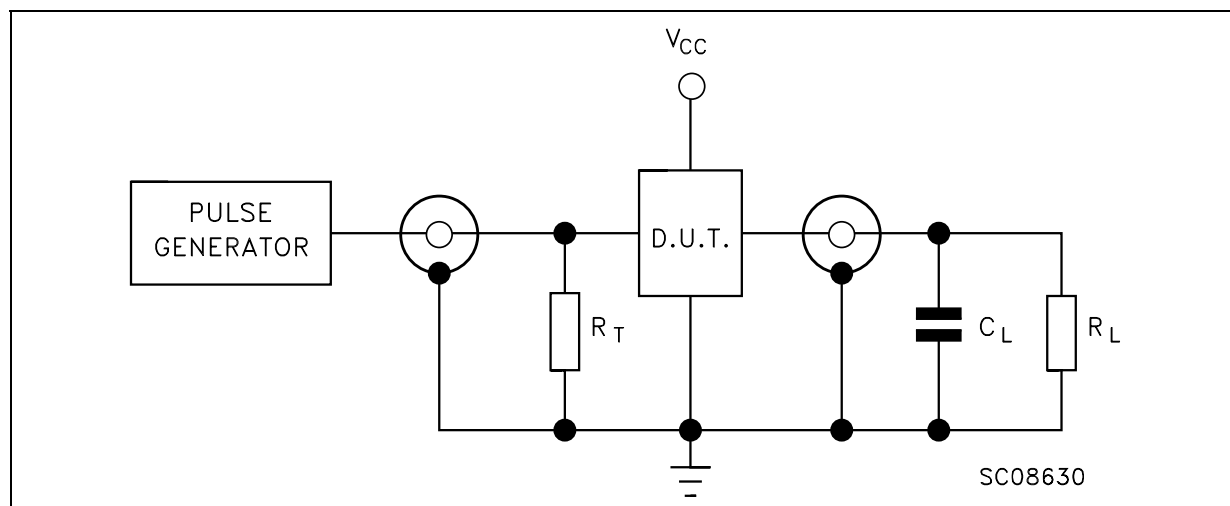 VCC
PULSE
GENERATOR
D.U.T.
RT
CL
RL
SC08630